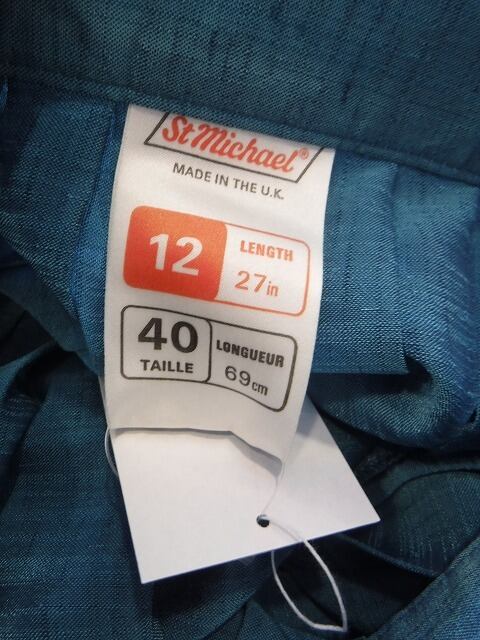 St Michael®
MADE IN THE U.K.
12
LENGTH
27in
40
TAILLE
LONGUEUR
69cm